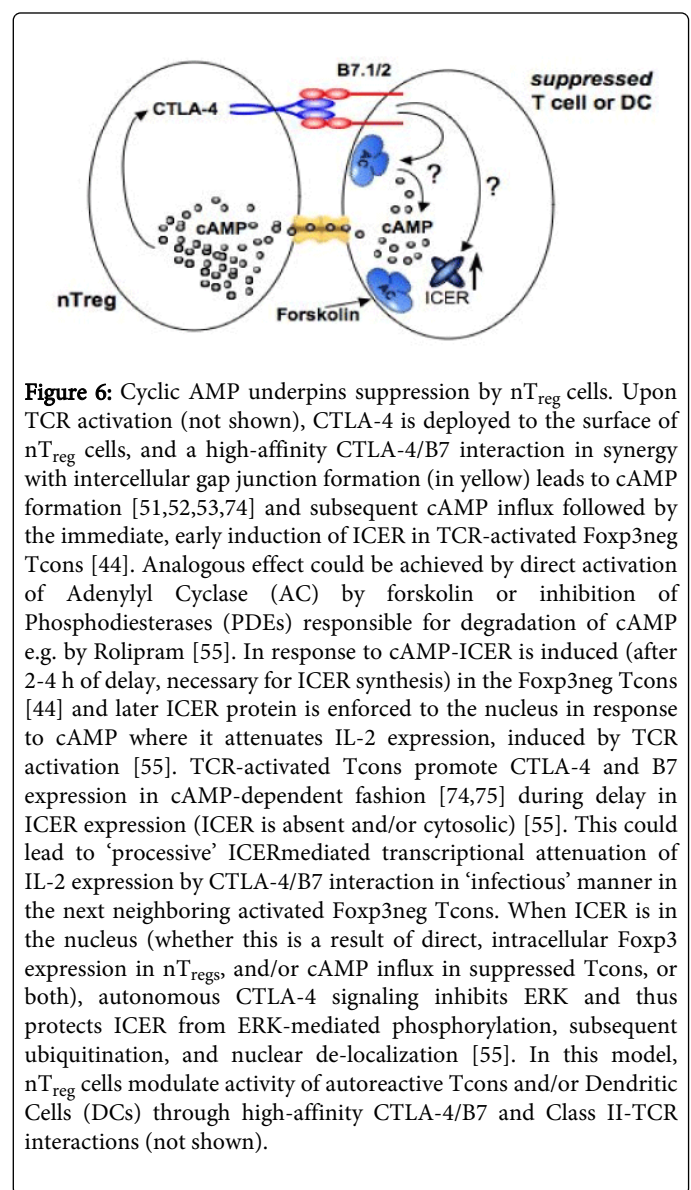 B7.1/2
suppressed
T cell or DC
CTLA-4
AC
?
?
cAMP
cAMP
nTreg
AC
ICER
Forskolin
Figure 6: Cyclic AMP underpins suppression by nTreg cells. Upon
TCR activation (not shown), CTLA-4 is deployed to the surface of
nTreg cells, and a high-affinity CTLA-4/B7 interaction in synergy
with intercellular gap junction formation (in yellow) leads to cAMP
formation [51,52,53,74] and subsequent cAMP influx followed by
the immediate, early induction of ICER in TCR-activated Foxp3neg
Tcons [44]. Analogous effect could be achieved by direct activation
of Adenylyl Cyclase (AC) by forskolin or inhibition of
Phosphodiesterases (PDEs) responsible for degradation of cAMP
e.g. by Rolipram [55]. In response to cAMP-ICER is induced (after
2-4 h of delay, necessary for ICER synthesis) in the Foxp3neg Tcons
[44] and later ICER protein is enforced to the nucleus in response
to cAMP where it attenuates IL-2 expression, induced by TCR
activation [55]. TCR-activated Tcons promote CTLA-4 and B7
expression in cAMP-dependent fashion [74,75] during delay in
ICER expression (ICER is absent and/or cytosolic) [55]. This could
lead to ‘processive’ ICERmediated transcriptional attenuation of
IL-2 expression by CTLA-4/B7 interaction in ‘infectious’ manner in
the next neighboring activated Foxp3neg Tcons. When ICER is in
the nucleus (whether this is a result of direct, intracellular Foxp3
expression in nTregs, and/or cAMP influx in suppressed Tcons, or
both), autonomous CTLA-4 signaling inhibits ERK and thus
protects ICER from ERK-mediated phosphorylation, subsequent
ubiquitination, and nuclear de-localization [55]. In this model,
nTreg cells modulate activity of autoreactive Tcons and/or Dendritic
Cells (DCs) through high-affinity CTLA-4/B7 and Class II-TCR
interactions (not shown).